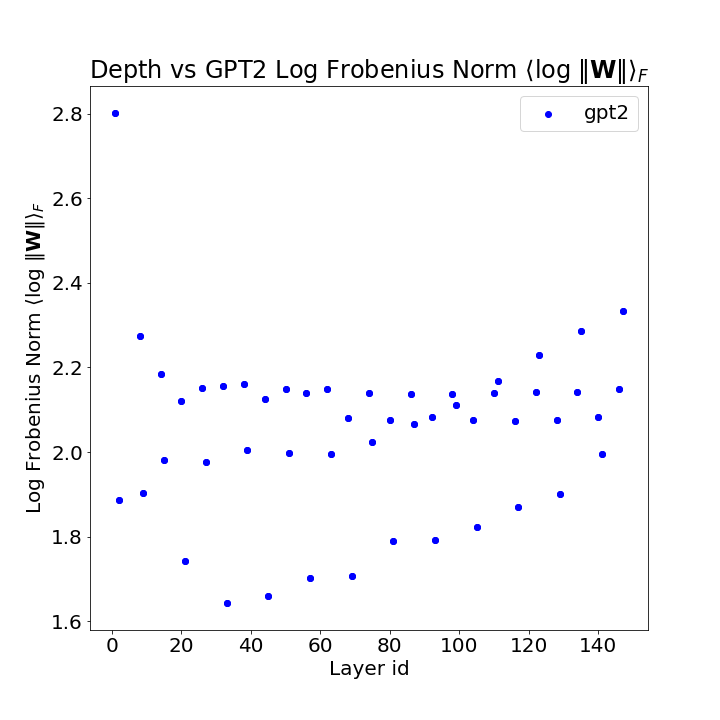 Depth vs GPT2 Log Frobenius Norm ⟨log ‖W‖⟩F
gpt2
Log Frobenius Norm ⟨log ‖W‖⟩F
2.8
2.6
2.4
2.2
2.0
1.8
1.6
0 20 40 60 80 100 120 140
Layer id